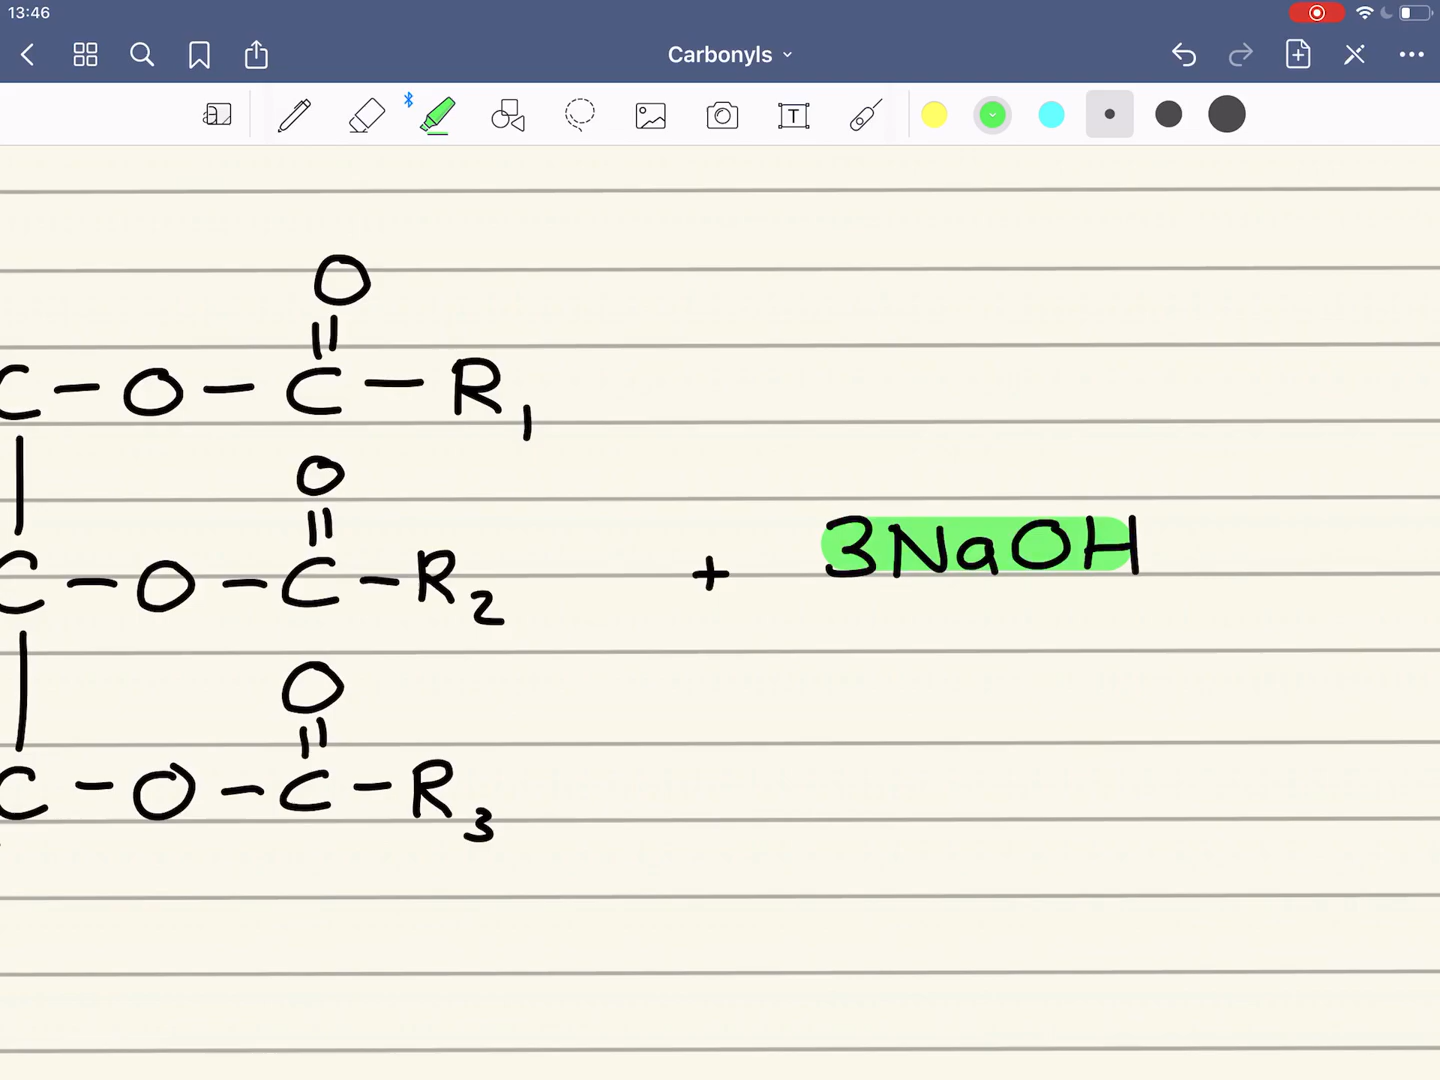 13:46
Carbonyls
T
O
||
C - O - C - R1
|
O
||
C - O - C - R2 + 3NaOH
|
O
||
C - O - C - R3